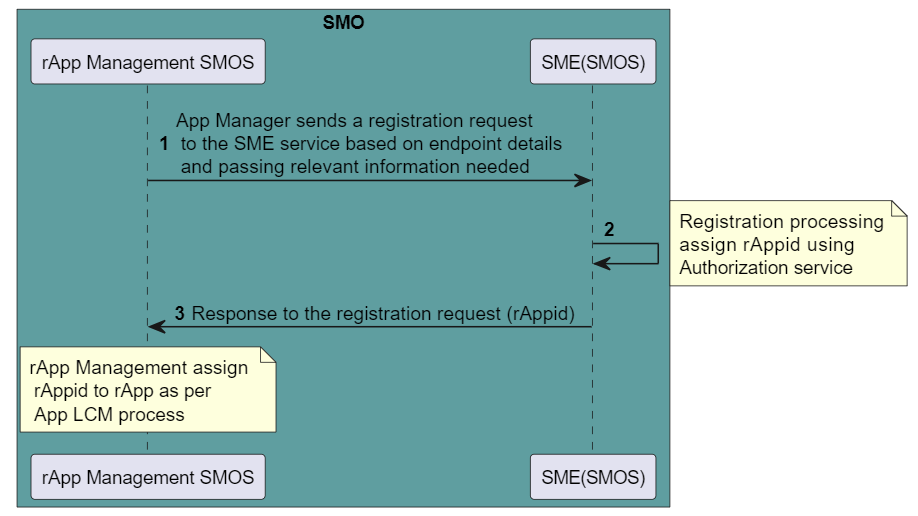 SMO
rApp Management SMOS
SME(SMOS)
App Manager sends a registration request
1 to the SME service based on endpoint details
and passing relevant information needed
2
Registration processing
assign rAppid using
Authorization service
3 Response to the registration request (rAppid)
rApp Management assign
rAppid to rApp as per
App LCM process
rApp Management SMOS
SME(SMOS)